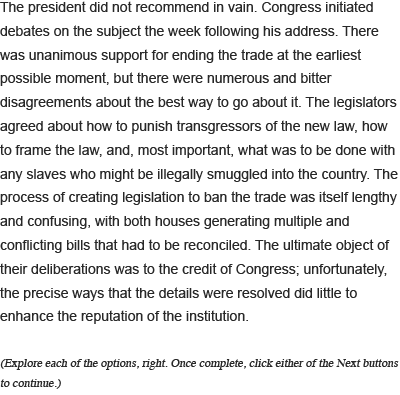 The president did not recommend in vain. Congress initiated
debates on the subject the week following his address. There
was unanimous support for ending the trade at the earliest
possible moment, but there were numerous and bitter
disagreements about the best way to go about it. The legislators
agreed about how to punish transgressors of the new law, how
to frame the law, and, most important, what was to be done with
any slaves who might be illegally smuggled into the country. The
process of creating legislation to ban the trade was itself lengthy
and confusing, with both houses generating multiple and
conflicting bills that had to be reconciled. The ultimate object of
their deliberations was to the credit of Congress; unfortunately,
the precise ways that the details were resolved did little to
enhance the reputation of the institution.
(Explore each of the options, right. Once complete, click either of the Next buttons
to continue.)